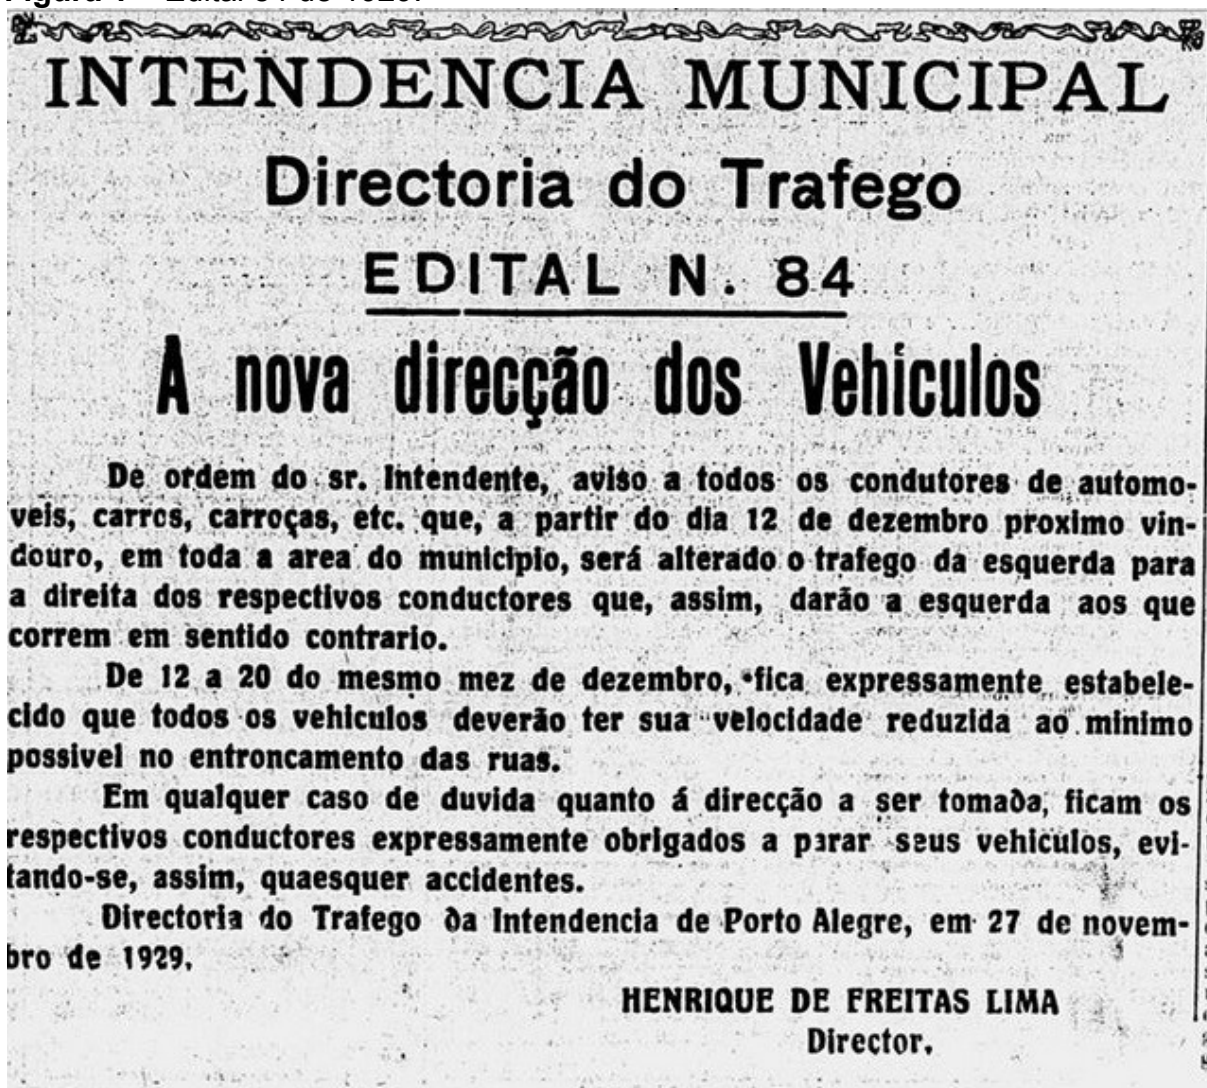 INTENDENCIA MUNICIPAL
Directoria do Trafego
EDITAL N. 84
A nova direcção dos Vehiculos
De ordem do sr. Intendente, aviso a todos os condutores de automo-
veis, carros, carroças, etc. que, a partir do dia 12 de dezembro proximo vin-
douro, em toda a area do municipio, será alterado o trafego da esquerda para
a direita dos respectivos conductores que, assim, darão a esquerda aos que
correm em sentido contrario.
De 12 a 20 do mesmo mez de dezembro, fica expressamente estabele-
cido que todos os vehiculos deverão ter sua velocidade reduzida ao minimo
possivel no entroncamento das ruas.
Em qualquer caso de duvida quanto á direcção a ser tomada, ficam os
respectivos conductores expressamente obrigados a parar seus vehiculos, evi-
tando-se, assim, quaesquer accidentes.
Directoria do Trafego da Intendencia de Porto Alegre, em 27 de novem-
bro de 1929.
HENRIQUE DE FREITAS LIMA
Director.